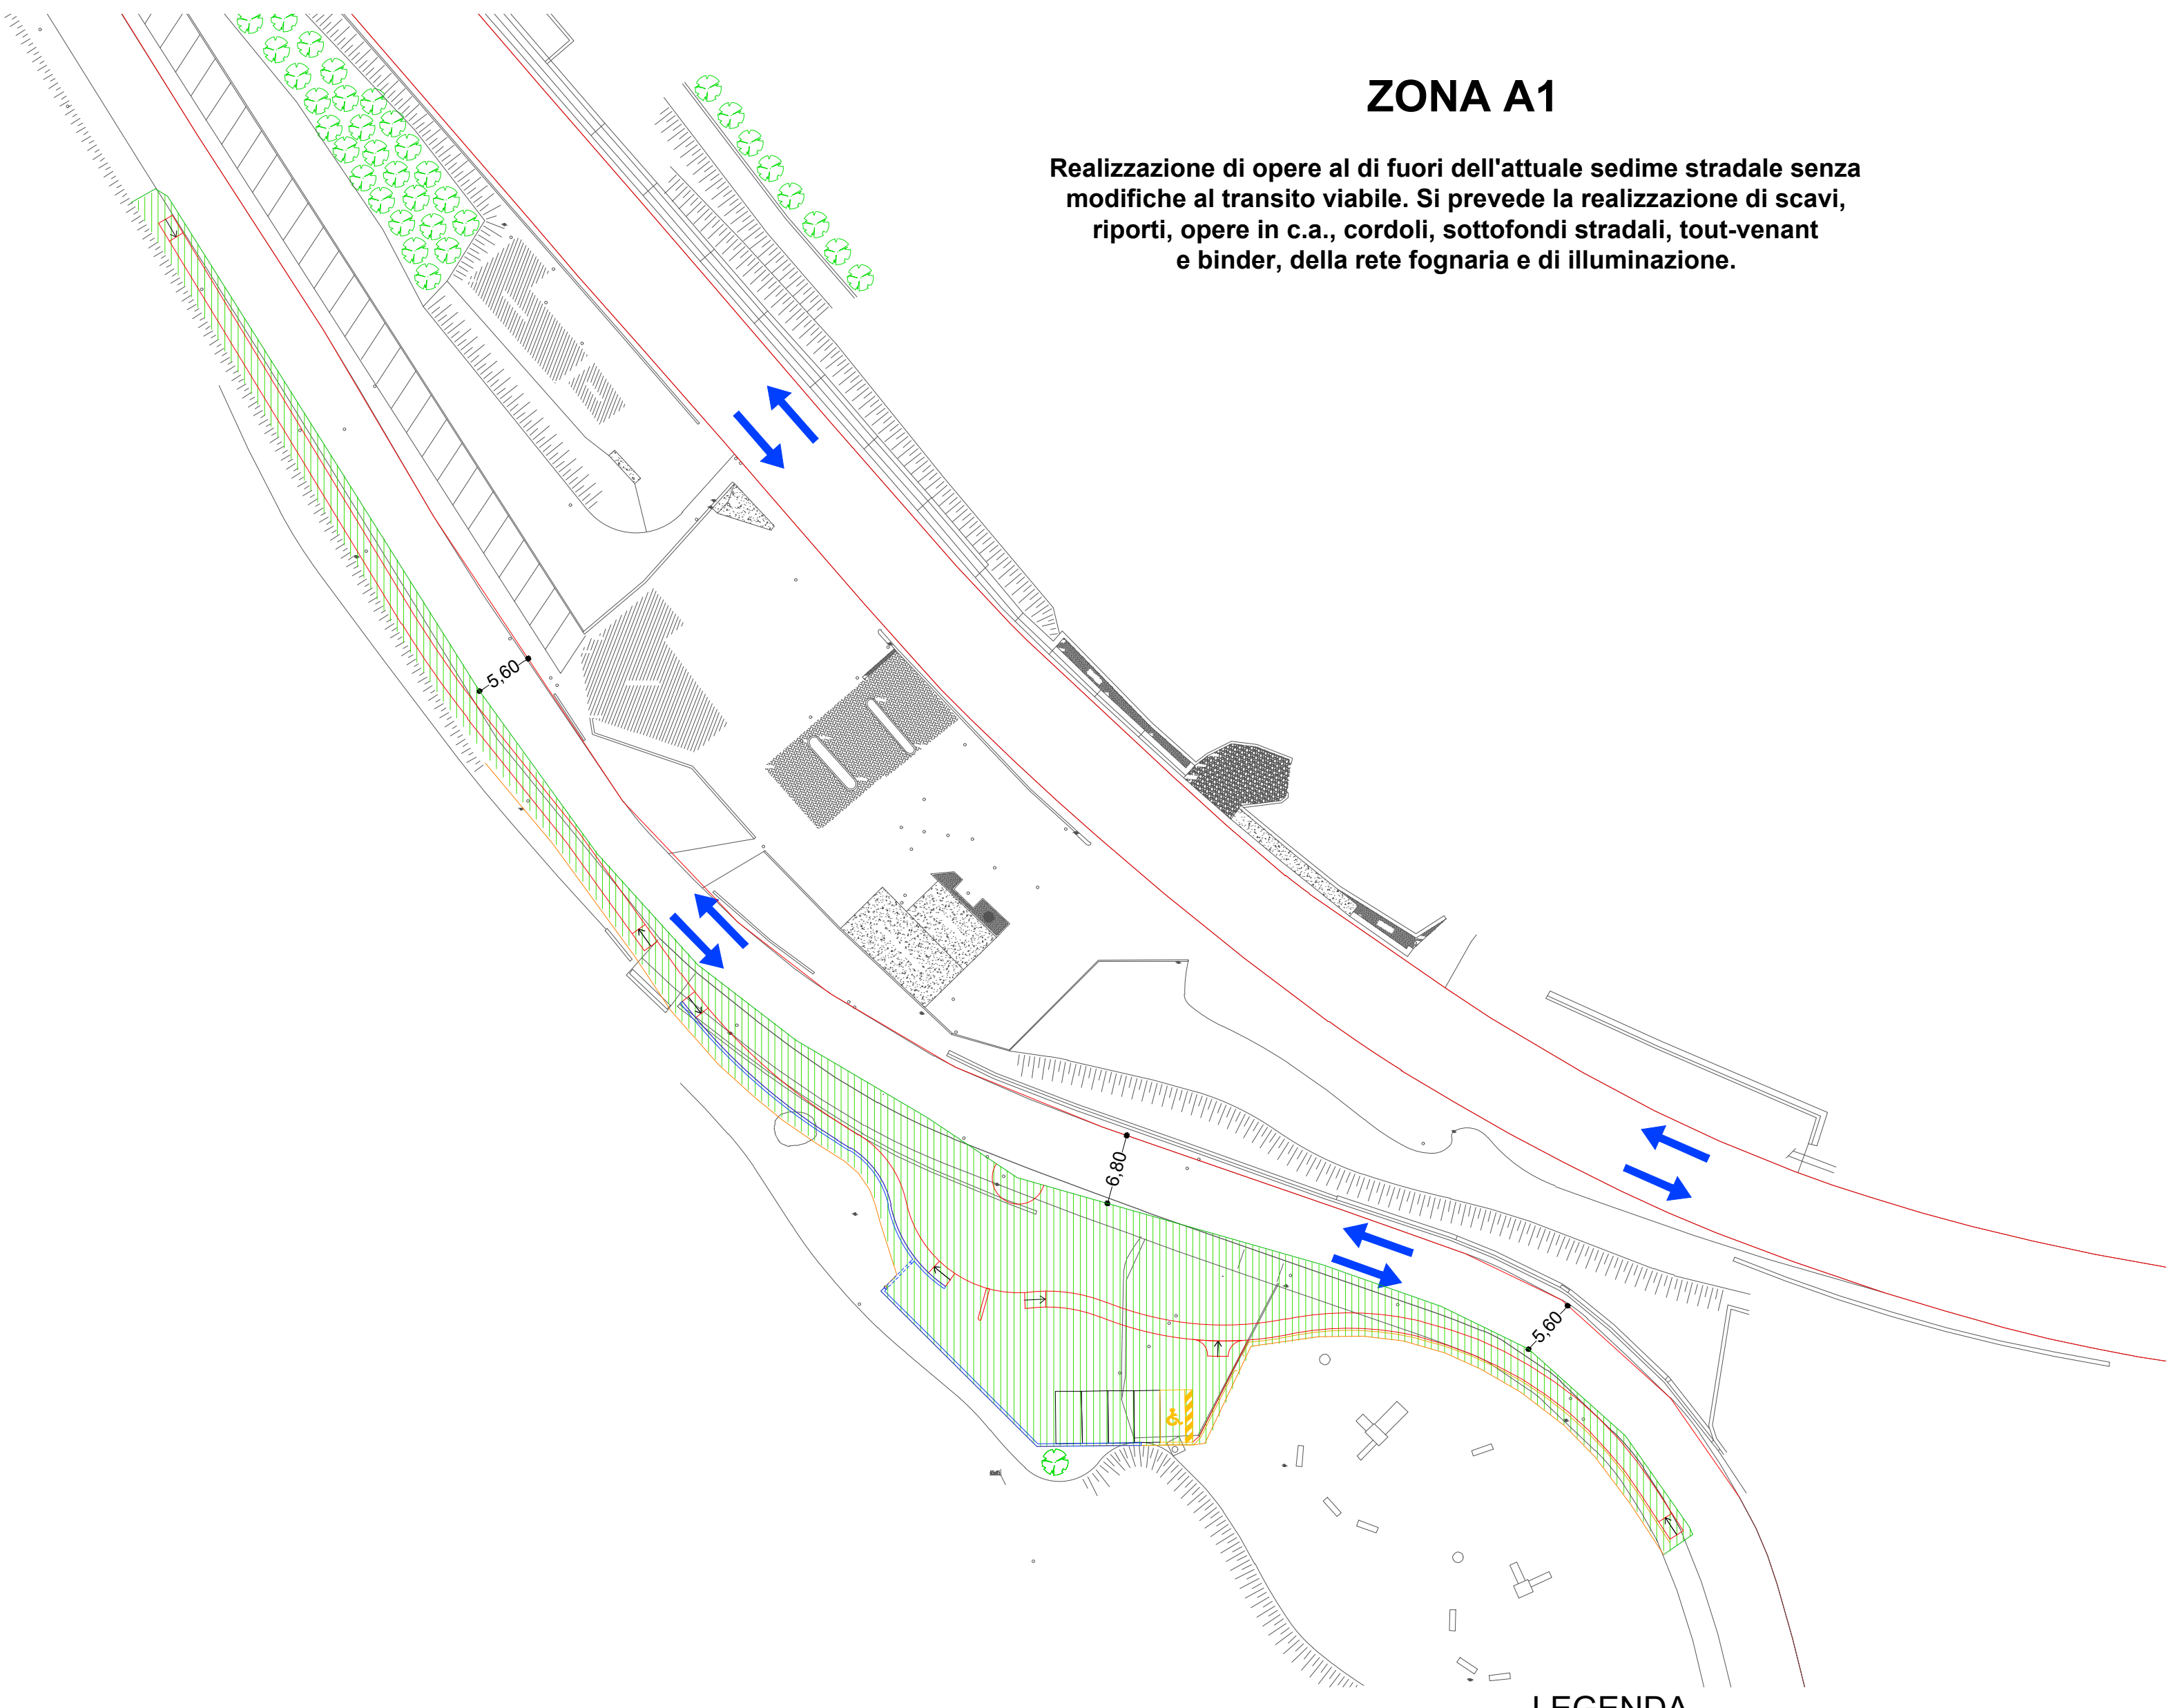 ZONA A1
Realizzazione di opere al di fuori dell'attuale sedime stradale senza
modifiche al transito viabile. Si prevede la realizzazione di scavi,
riporti, opere in c.a., cordoli, sottofondi stradali, tout-venant
e binder, della rete fognaria e di illuminazione.
5,60
6,80
5,60
LEGENDA